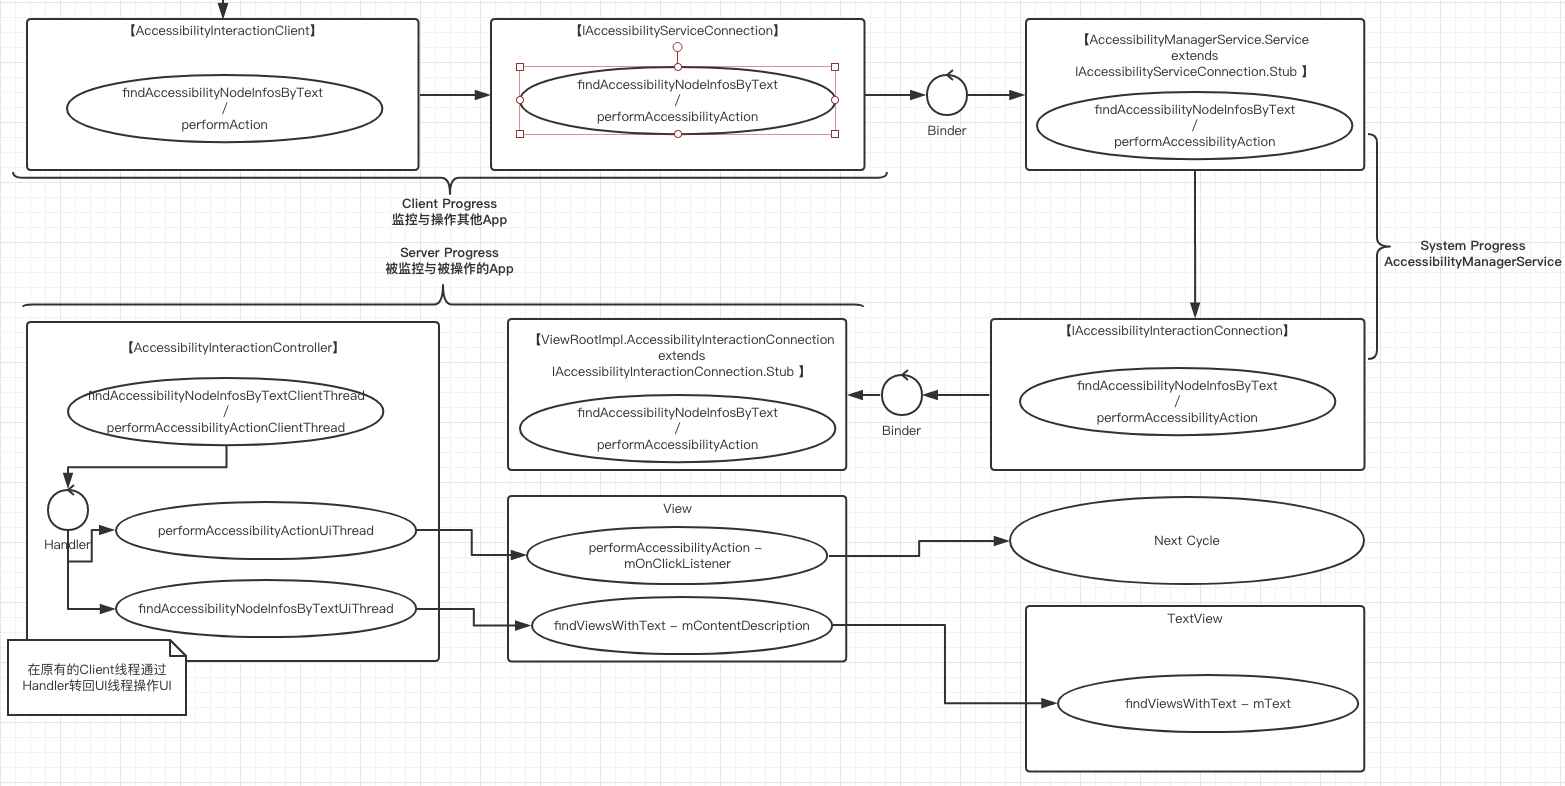 【AccessibilityInteractionClient】
findAccessibilityNodeInfosByText
/
performAction
【IAccessibilityServiceConnection】
findAccessibilityNodeInfosByText
/
performAccessibilityAction
Binder
【AccessibilityManagerService.Service
extends
IAccessibilityServiceConnection.Stub 】
findAccessibilityNodeInfosByText
/
performAccessibilityAction
Client Progress
监控与操作其他App
Server Progress
被监控与被操作的App
System Progress
AccessibilityManagerService
【AccessibilityInteractionController】
findAccessibilityNodeInfosByTextClientThread
/
performAccessibilityActionClientThread
Handler
performAccessibilityActionUiThread
findAccessibilityNodeInfosByTextUiThread
在原有的Client线程通过
Handler转回UI线程操作UI
【ViewRootImpl.AccessibilityInteractionConnection
extends
IAccessibilityInteractionConnection.Stub 】
findAccessibilityNodeInfosByText
/
performAccessibilityAction
Binder
【IAccessibilityInteractionConnection】
findAccessibilityNodeInfosByText
/
performAccessibilityAction
View
performAccessibilityAction –
mOnClickListener
findViewsWithText – mContentDescription
Next Cycle
TextView
findViewsWithText – mText